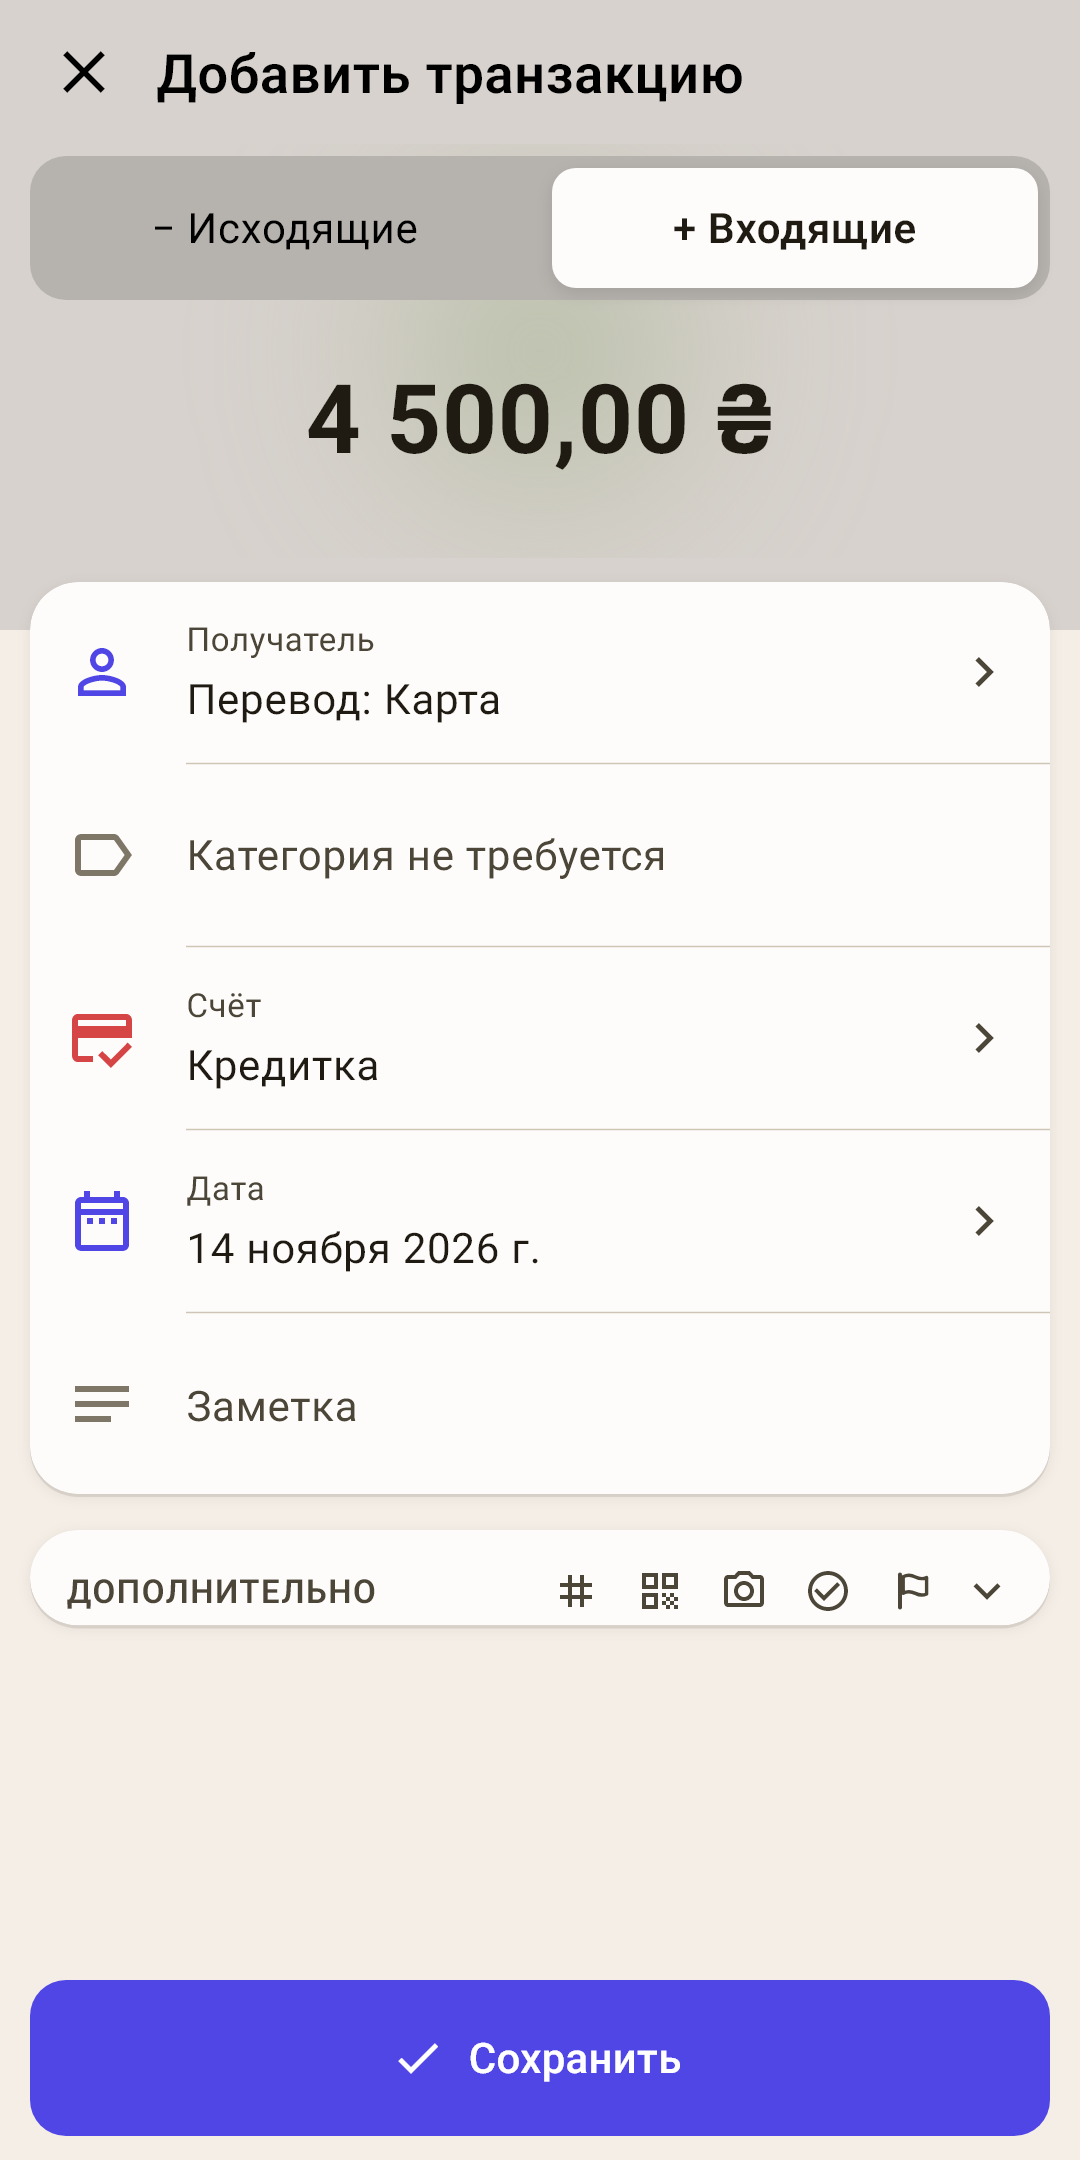 Добавить транзакцию
− Исходящие
+ Входящие
4 500,00 ₴
Получатель
Перевод: Карта
Категория не требуется
Счёт
Кредитка
Дата
14 ноября 2026 г.
Заметка
ДОПОЛНИТЕЛЬНО
Сохранить